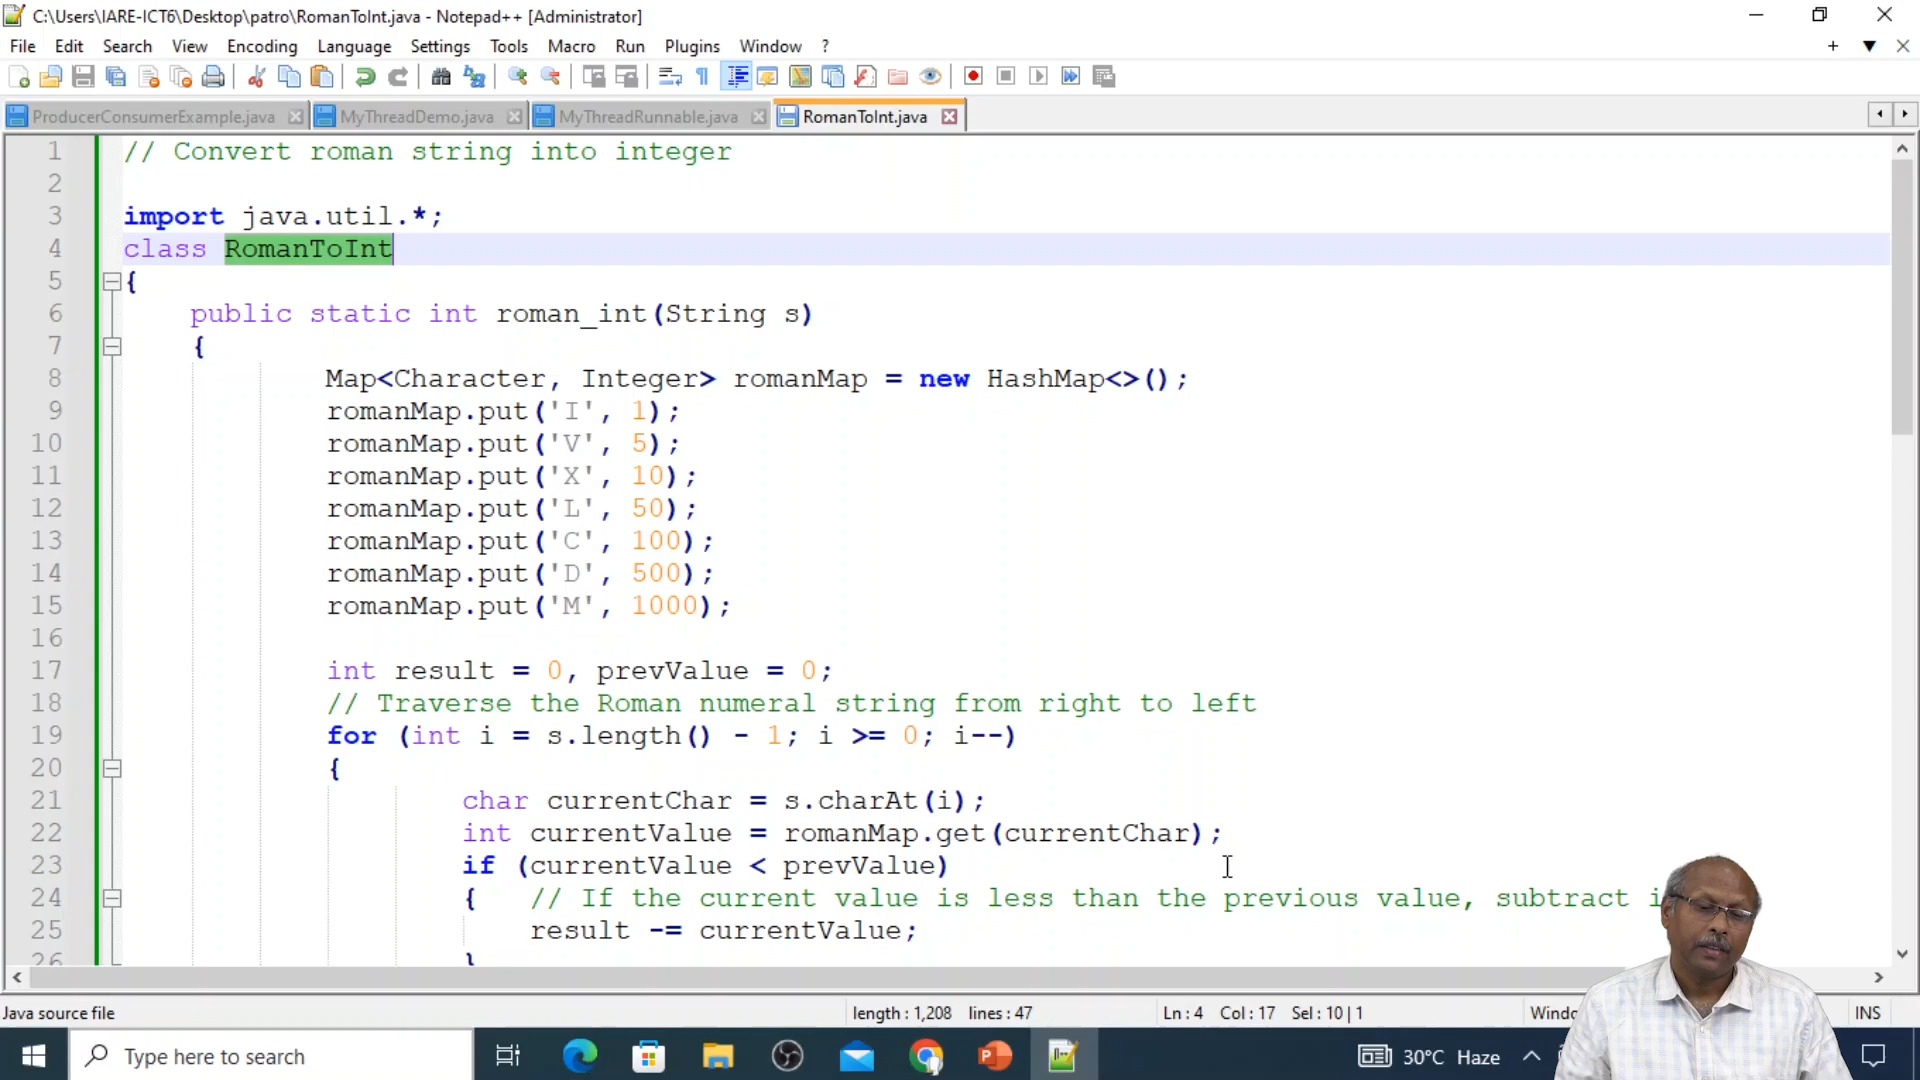 C:\Users\IARE-ICT6\Desktop\patro\RomanToInt.java - Notepad++ [Administrator]
File Edit Search View Encoding Language Settings Tools Macro Run Plugins Window ?
ProducerConsumerExample.java MyThreadDemo.java MyThreadRunnable.java RomanToInt.java
1 // Convert roman string into integer
2
3 import java.util.*;
4 class RomanToInt
5 {
6 public static int roman_int(String s)
7 {
8 Map<Character, Integer> romanMap = new HashMap<>();
9 romanMap.put('I', 1);
10 romanMap.put('V', 5);
11 romanMap.put('X', 10);
12 romanMap.put('L', 50);
13 romanMap.put('C', 100);
14 romanMap.put('D', 500);
15 romanMap.put('M', 1000);
16
17 int result = 0, prevValue = 0;
18 // Traverse the Roman numeral string from right to left
19 for (int i = s.length() - 1; i >= 0; i--)
20 {
21 char currentChar = s.charAt(i);
22 int currentValue = romanMap.get(currentChar);
23 if (currentValue < prevValue)
24 { // If the current value is less than the previous value, subtract
25 result -= currentValue;
26 }
Java source file length : 1,208 lines : 47 Ln : 4 Col : 17 Sel : 10 | 1 INS
Type here to search 30°C Haze